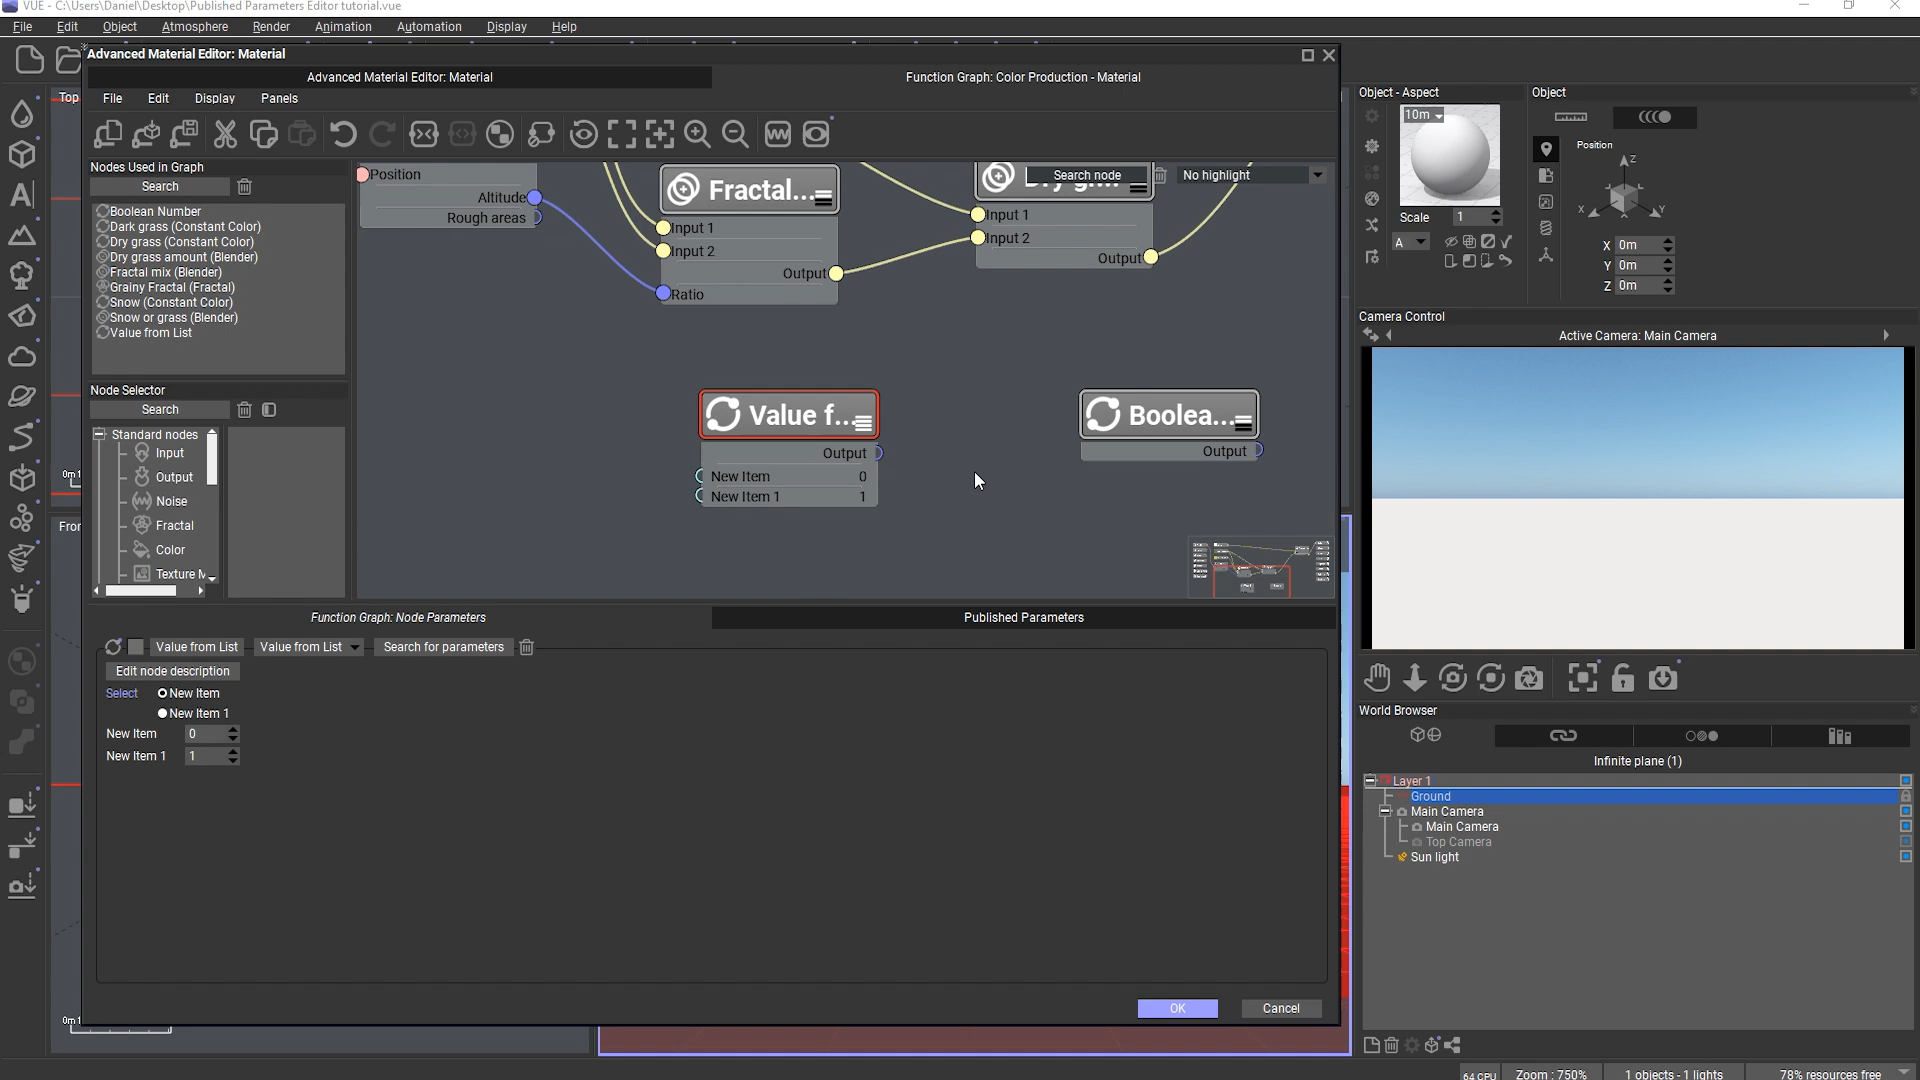 VUE - C:\Users\Daniel\Desktop\Published Parameters Editor tutorial.vue
File Edit Object Atmosphere Render Animation Automation Display Help
Advanced Material Editor: Material
Advanced Material Editor: Material
Function Graph: Color Production - Material
File Edit Display Panels
Nodes Used in Graph
Search
Boolean Number
Dark grass (Constant Color)
Dry grass (Constant Color)
Dry grass amount (Blender)
Fractal mix (Blender)
Grainy Fractal (Fractal)
Snow (Constant Color)
Snow or grass (Blender)
Value from List
Node Selector
Search
Standard nodes
Input
Output
Noise
Fractal
Color
Texture M
Top
0m 1
Fron
0m 1
Position
Altitude
Rough areas
Fractal...
Input 1
Input 2
Output
Ratio
Search node
No highlight
Input 1
Input 2
Output
Value f...
Output
New Item 0
New Item 1 1
Boolea...
Output
Function Graph: Node Parameters
Published Parameters
Value from List
Value from List
Search for parameters
Edit node description
Select New Item
New Item 1
New Item 0
New Item 1 1
OK
Cancel
Object - Aspect
10m
Scale 1
A
Object
Position
Z
X
Y
X 0m
Y 0m
Z 0m
Camera Control
Active Camera: Main Camera
World Browser
Infinite plane (1)
Layer 1
Ground
Main Camera
Main Camera
Top Camera
Sun light
64 CPU
Zoom : 750%
1 objects - 1 lights
78% resources free